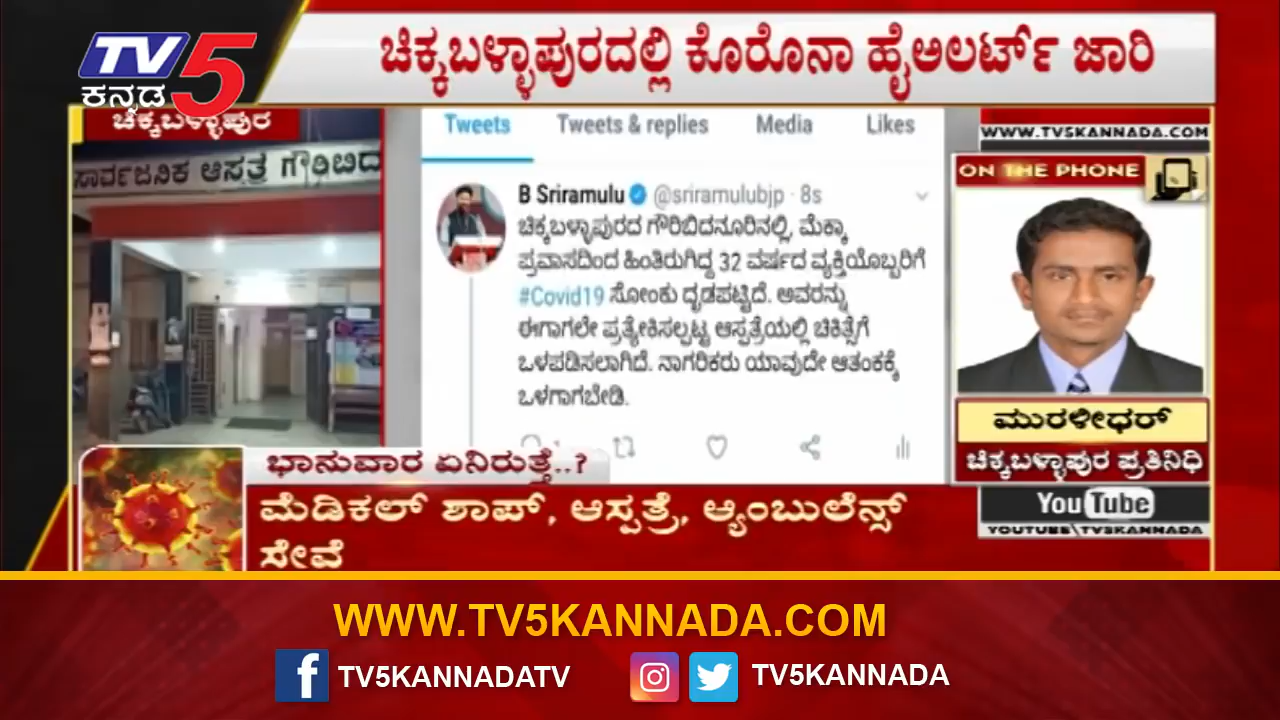 TV5
ಕನ್ನಡ
ಚಿಕ್ಕಬಳ್ಳಾಪುರದಲ್ಲಿ ಕೊರೊನಾ ಹೈಅಲರ್ಟ್ ಜಾರಿ
ಚಿಕ್ಕಬಳ್ಳಾಪುರ
ಸಾರ್ವಜನಿಕ ಆಸ್ಪತ್ರೆ ಗೌರಿಬಿದ
Tweets Tweets & replies Media Likes
B Sriramulu @sriramulubjp · 8s
ಚಿಕ್ಕಬಳ್ಳಾಪುರದ ಗೌರಿಬಿದನೂರಿನಲ್ಲಿ, ಮೆಕ್ಕಾ
ಪ್ರವಾಸದಿಂದ ಹಿಂತಿರುಗಿದ್ದ 32 ವರ್ಷದ ವ್ಯಕ್ತಿಯೊಬ್ಬರಿಗೆ
#Covid19 ಸೋಂಕು ದೃಡಪಟ್ಟಿದೆ. ಅವರನ್ನು
ಈಗಾಗಲೇ ಪ್ರತ್ಯೇಕಿಸಲ್ಪಟ್ಟ ಆಸ್ಪತ್ರೆಯಲ್ಲಿ ಚಿಕಿತ್ಸೆಗೆ
ಒಳಪಡಿಸಲಾಗಿದೆ. ನಾಗರಿಕರು ಯಾವುದೇ ಆತಂಕಕ್ಕೆ
ಒಳಗಾಗಬೇಡಿ.
WWW.TV5KANNADA.COM
ON THE PHONE
ಮುರಳೀಧರ್
ಚಿಕ್ಕಬಳ್ಳಾಪುರ ಪ್ರತಿನಿಧಿ
YouTube
YOUTUBE\TV5KANNADA
ಭಾನುವಾರ ಏನಿರುತ್ತೆ..?
ಮೆಡಿಕಲ್ ಶಾಪ್, ಆಸ್ಪತ್ರೆ, ಆ್ಯಂಬುಲೆನ್ಸ್
ಸೇವೆ
WWW.TV5KANNADA.COM
TV5KANNADATV
TV5KANNADA